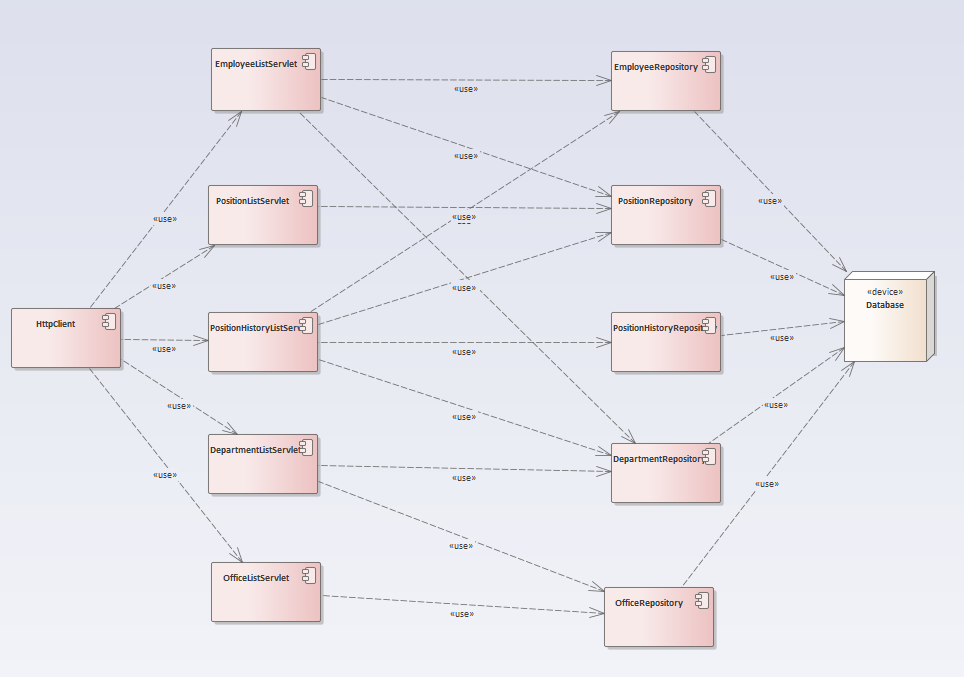 EmployeeListServlet
EmployeeRepository
«use»
«use»
PositionListServlet
PositionRepository
«use»
«use»
«use»
«use»
«use»
«device»
Database
«use»
HttpClient
PositionHistoryListServ
PositionHistoryReposit
«use»
«use»
«use»
«use»
«use»
«use»
DepartmentListServlet
DepartmentRepository
«use»
«use»
«use»
«use»
OfficeListServlet
OfficeRepository
«use»